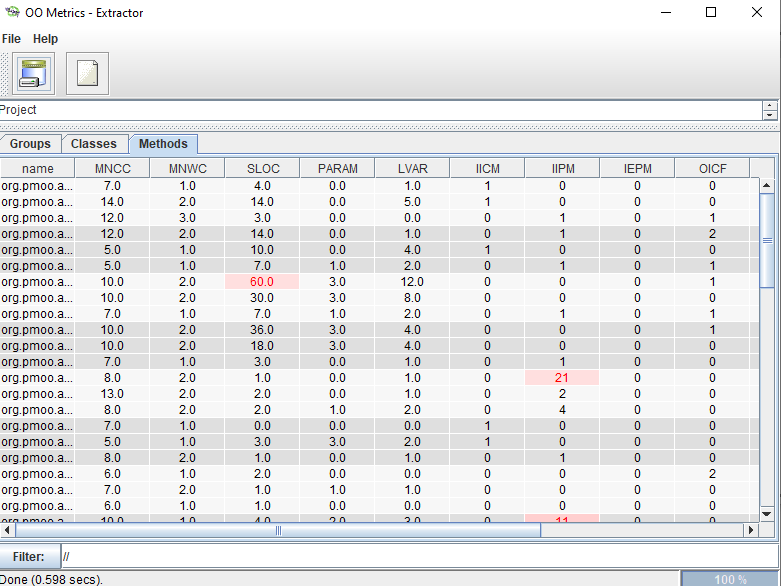 OO Metrics - Extractor
File Help
Project
Groups Classes Methods
name MNCC MNWC SLOC PARAM LVAR IICM IIPM IEPM OICF
org.pmoo.a... 7.0 1.0 4.0 0.0 1.0 1 0 0 0
org.pmoo.a... 14.0 2.0 14.0 0.0 5.0 1 0 0 0
org.pmoo.a... 12.0 3.0 3.0 0.0 0.0 0 1 0 1
org.pmoo.a... 12.0 2.0 14.0 0.0 1.0 0 1 0 2
org.pmoo.a... 5.0 1.0 10.0 0.0 4.0 1 0 0 0
org.pmoo.a... 5.0 1.0 7.0 1.0 2.0 0 1 0 1
org.pmoo.a... 10.0 2.0 60.0 3.0 12.0 0 0 0 1
org.pmoo.a... 10.0 2.0 30.0 3.0 8.0 0 0 0 0
org.pmoo.a... 7.0 1.0 7.0 1.0 2.0 0 1 0 1
org.pmoo.a... 10.0 2.0 36.0 3.0 4.0 0 0 0 1
org.pmoo.a... 10.0 2.0 18.0 3.0 4.0 0 0 0 0
org.pmoo.a... 7.0 1.0 3.0 0.0 1.0 0 1 0 0
org.pmoo.a... 8.0 2.0 1.0 0.0 1.0 0 21 0 0
org.pmoo.a... 13.0 2.0 2.0 0.0 1.0 0 2 0 0
org.pmoo.a... 8.0 2.0 2.0 1.0 2.0 0 4 0 0
org.pmoo.a... 7.0 1.0 0.0 0.0 0.0 1 0 0 0
org.pmoo.a... 5.0 1.0 3.0 3.0 2.0 1 0 0 0
org.pmoo.a... 8.0 2.0 1.0 0.0 1.0 0 1 0 0
org.pmoo.a... 6.0 1.0 2.0 0.0 0.0 0 0 0 2
org.pmoo.a... 7.0 2.0 1.0 1.0 1.0 0 0 0 0
org.pmoo.a... 6.0 1.0 1.0 0.0 0.0 0 0 0 0
org.pmoo.a... 10.0 1.0 4.0 2.0 3.0 0 11 0 0
Filter: //
Done (0.598 secs). 100 %